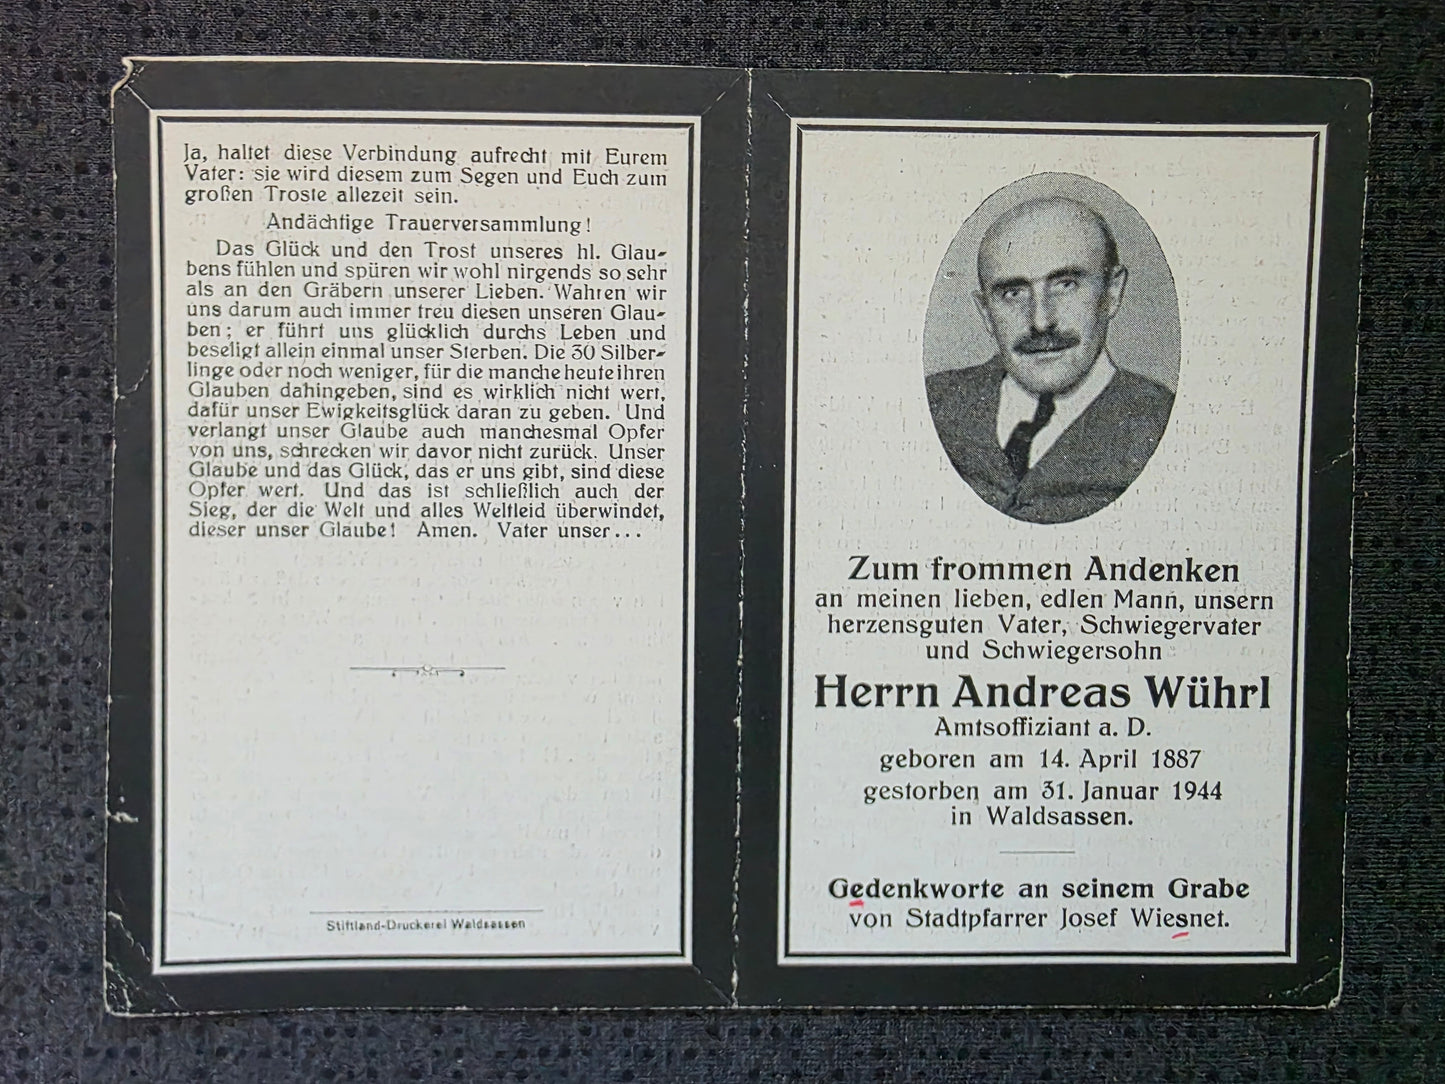 Ja, haltet diese Verbindung aufrecht mit Eurem
Vater: sie wird diesem zum Segen und Euch zum
großen Troste allezeit sein.
Andächtige Trauerversammlung!
Das Glück und den Trost unseres hl. Glau-
bens fühlen und spüren wir wohl nirgends so sehr
als an den Gräbern unserer Lieben. Wahren wir
uns darum auch immer treu diesen unseren Glau-
ben; er führt uns glücklich durchs Leben und
beseligt allein einmal unser Sterben. Die 30 Silber-
linge oder noch weniger, für die manche heute ihren
Glauben dahingeben, sind es wirklich nicht wert,
dafür unser Ewigkeitsglück daran zu geben. Und
verlangt unser Glaube auch manchesmal Opfer
von uns, schrecken wir davor nicht zurück. Unser
Glaube und das Glück, das er uns gibt, sind diese
Opfer wert. Und das ist schließlich auch der
Sieg, der die Welt und alles Weltleid überwindet,
dieser unser Glaube! Amen. Vater unser...
Stiftland-Druckerei Waldsassen
Zum frommen Andenken
an meinen lieben, edlen Mann, unsern
herzensguten Vater, Schwiegervater
und Schwiegersohn
Herrn Andreas Wührl
Amtsoffiziant a. D.
geboren am 14. April 1887
gestorben am 31. Januar 1944
in Waldsassen.
Gedenkworte an seinem Grabe
von Stadtpfarrer Josef Wiesnet.